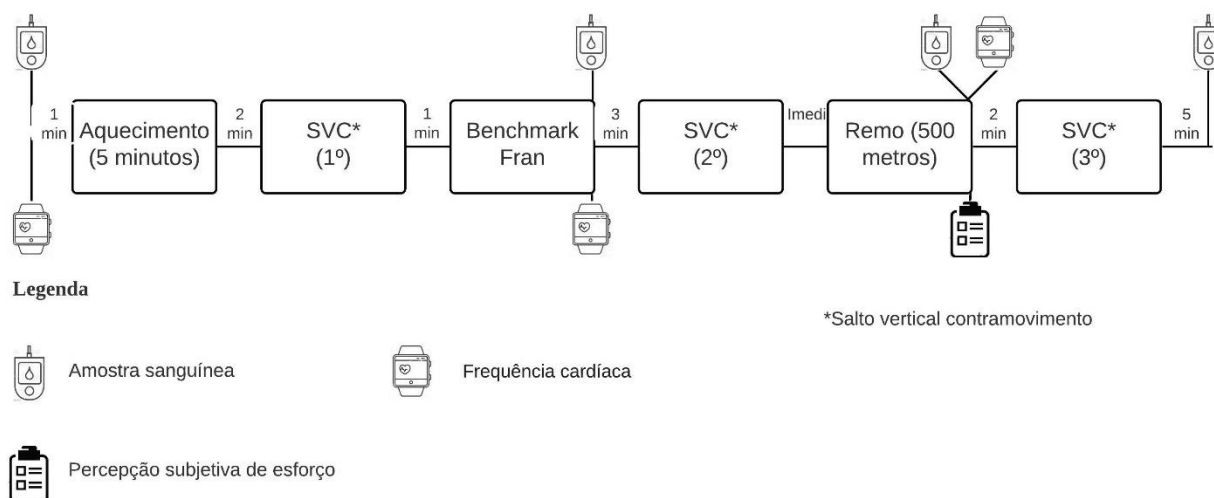 1
min
Aquecimento
(5 minutos)
2
min
SVC*
(1º)
1
min
Benchmark
Fran
3
min
SVC*
(2º)
Imedi
Remo (500
metros)
2
min
SVC*
(3º)
5
min
Legenda
*Salto vertical contramovimento
Amostra sanguínea
Frequência cardíaca
Percepção subjetiva de esforço